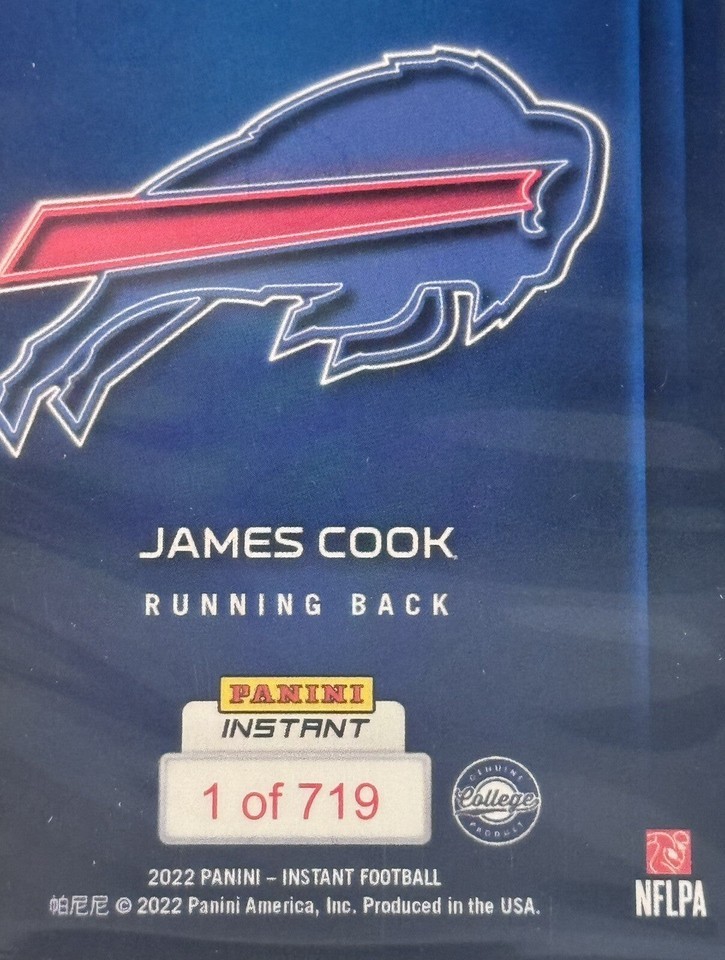 JAMES COOK
RUNNING BACK
PANINI
INSTANT
1 of 719
GENUINE
College
PRODUCT
2022 PANINI – INSTANT FOOTBALL
帕尼尼 © 2022 Panini America, Inc. Produced in the USA.
NFLPA